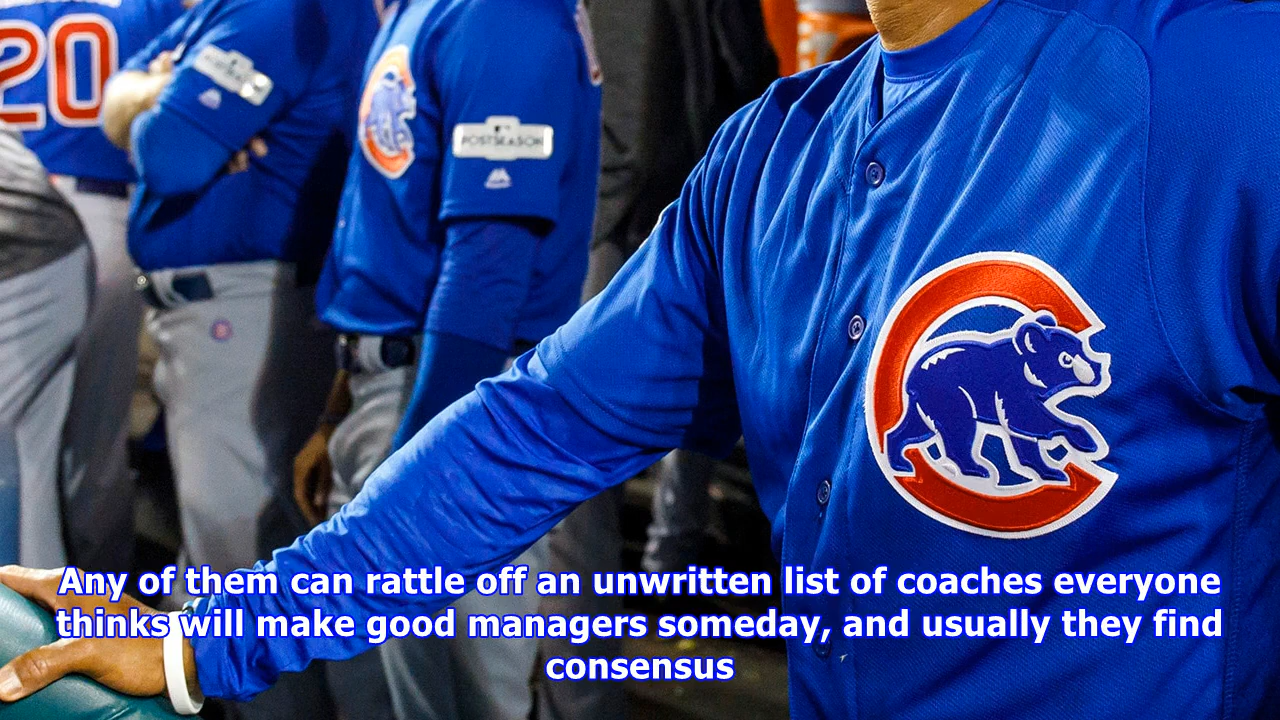 20
POSTSEASON
POSTSEASON
Any of them can rattle off an unwritten list of coaches everyone
thinks will make good managers someday, and usually they find
consensus